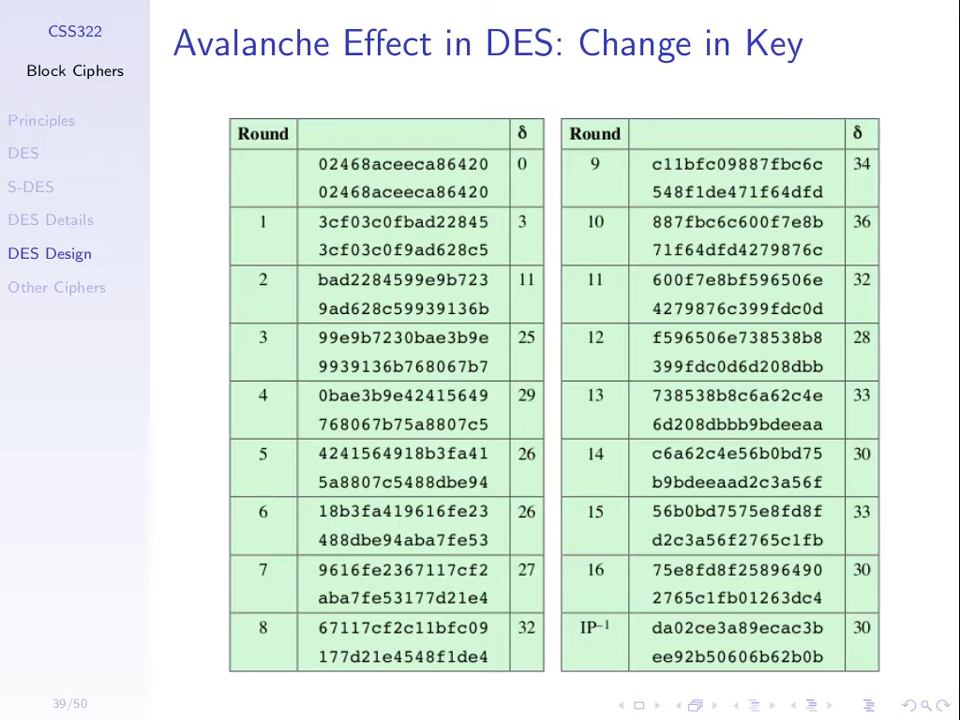 CSS322
Block Ciphers
Principles
DES
S-DES
DES Details
DES Design
Other Ciphers
39/50
Avalanche Effect in DES: Change in Key
Round δ
02468aceeca86420 0
02468aceeca86420
1 3cf03c0fbad22845 3
3cf03c0f9ad628c5
2 bad2284599e9b723 11
9ad628c59939136b
3 99e9b7230bae3b9e 25
9939136b768067b7
4 0bae3b9e42415649 29
768067b75a8807c5
5 4241564918b3fa41 26
5a8807c5488dbe94
6 18b3fa419616fe23 26
488dbe94aba7fe53
7 9616fe2367117cf2 27
aba7fe53177d21e4
8 67117cf2c11bfc09 32
177d21e4548f1de4
Round δ
9 c11bfc09887fbc6c 34
548f1de471f64dfd
10 887fbc6c600f7e8b 36
71f64dfd4279876c
11 600f7e8bf596506e 32
4279876c399fdc0d
12 f596506e738538b8 28
399fdc0d6d208dbb
13 738538b8c6a62c4e 33
6d208dbbb9bdeeaa
14 c6a62c4e56b0bd75 30
b9bdeeaad2c3a56f
15 56b0bd7575e8fd8f 33
d2c3a56f2765c1fb
16 75e8fd8f25896490 30
2765c1fb01263dc4
IP⁻¹ da02ce3a89ecac3b 30
ee92b50606b62b0b